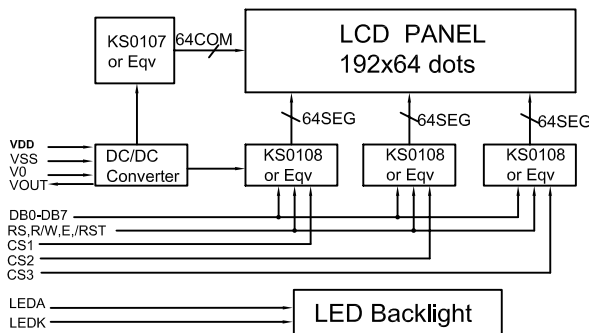 KS0107
or Eqv
64COM
LCD PANEL
192x64 dots
64SEG
64SEG
64SEG
VDD
VSS
V0
VOUT
DC/DC
Converter
KS0108
or Eqv
KS0108
or Eqv
KS0108
or Eqv
DB0-DB7
RS,R/W,E,/RST
CS1
CS2
CS3
LEDA
LEDK
LED Backlight